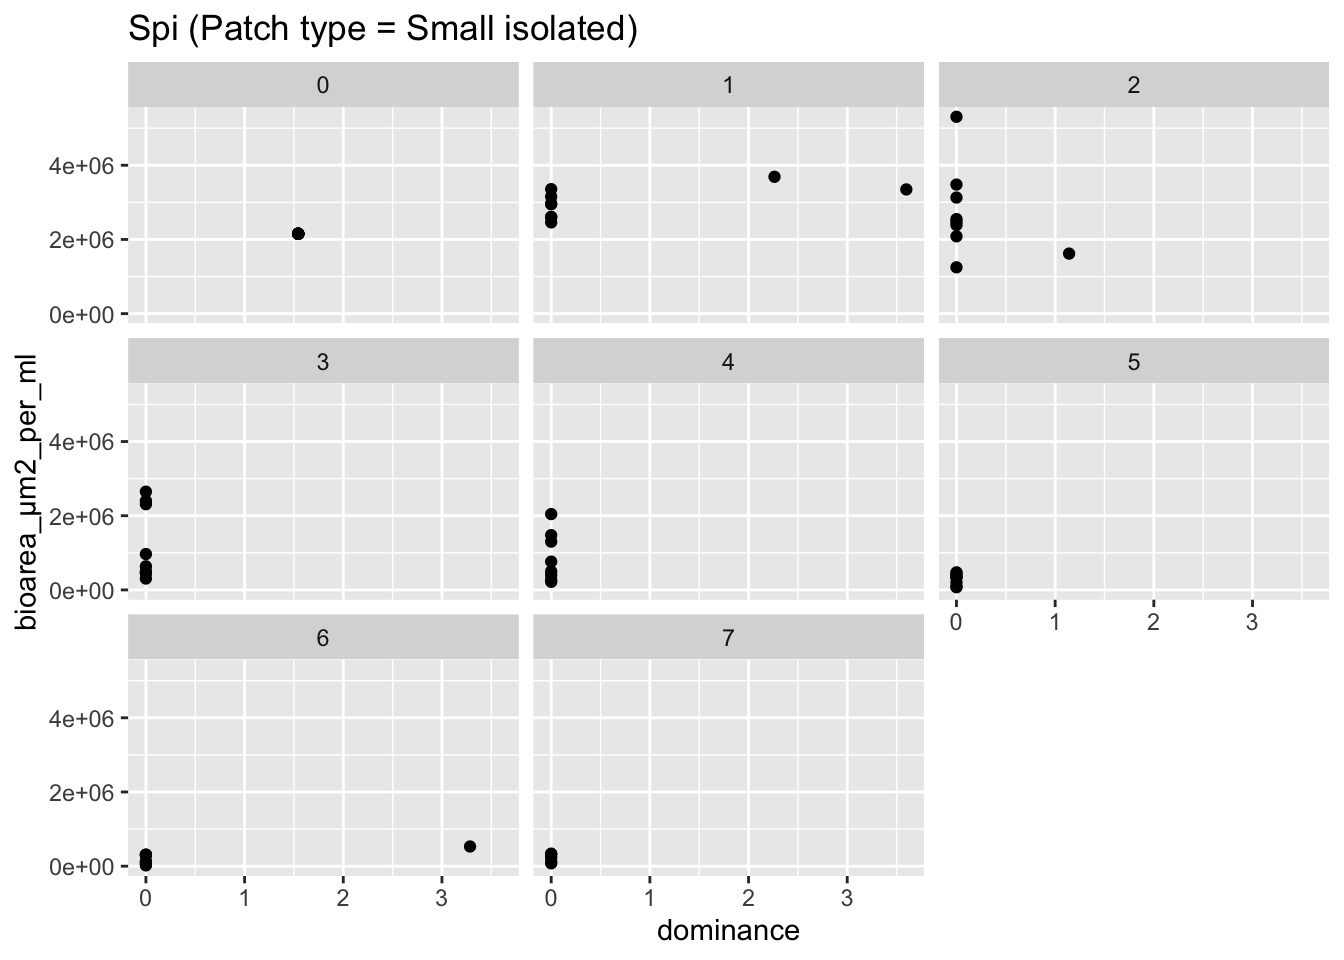 Spi (Patch type = Small isolated)
0 1 2
4e+06
2e+06
0e+00
3 4 5
4e+06
2e+06
0e+00
0 1 2 3
6 7
4e+06
2e+06
0e+00
0 1 2 3 0 1 2 3
dominance
bioarea_µm2_per_ml